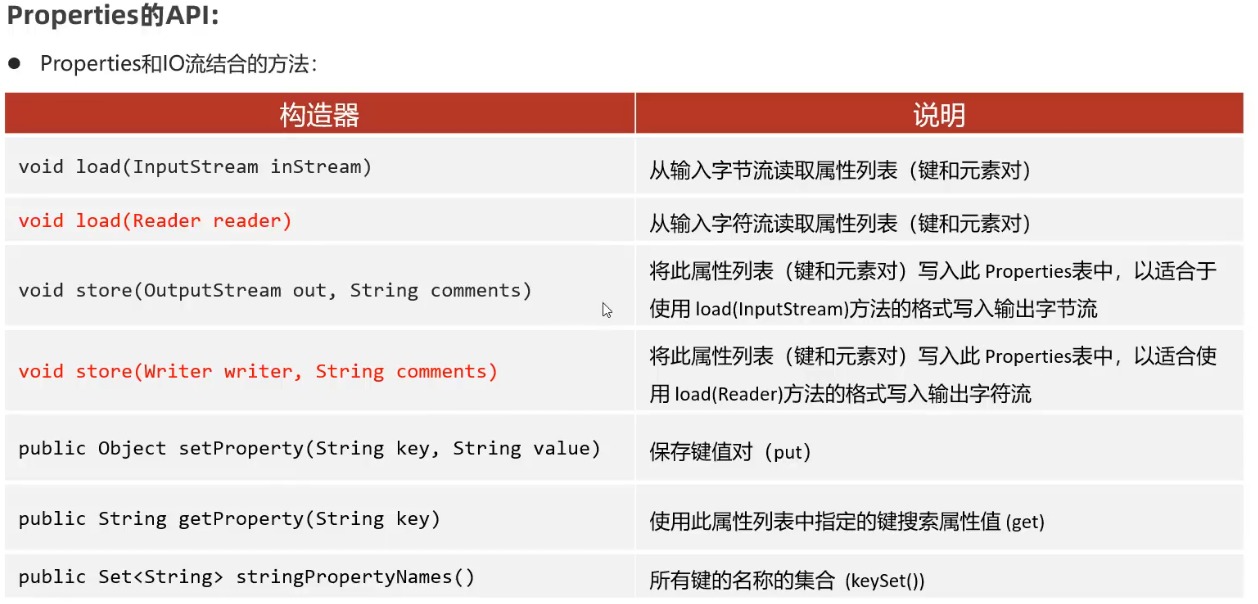 Properties的API:
● Properties和IO流结合的方法：
构造器 说明
void load(InputStream inStream) 从输入字节流读取属性列表（键和元素对）
void load(Reader reader) 从输入字符流读取属性列表（键和元素对）
void store(OutputStream out, String comments) 将此属性列表（键和元素对）写入此 Properties表中，以适合于
使用 load(InputStream)方法的格式写入输出字节流
void store(Writer writer, String comments) 将此属性列表（键和元素对）写入此 Properties表中，以适合使
用 load(Reader)方法的格式写入输出字符流
public Object setProperty(String key, String value) 保存键值对（put）
public String getProperty(String key) 使用此属性列表中指定的键搜索属性值 (get)
public Set<String> stringPropertyNames() 所有键的名称的集合 (keySet())